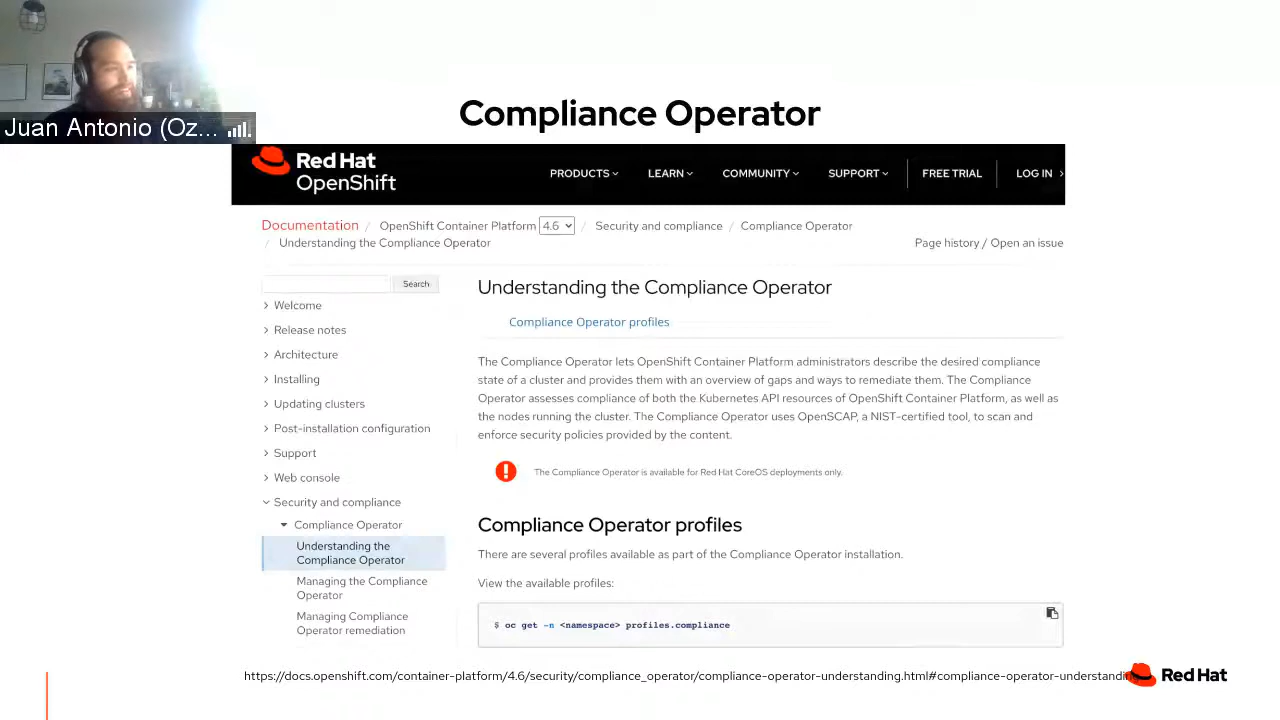 Juan Antonio (Oz...
Compliance Operator
Red Hat
OpenShift
PRODUCTS
LEARN
COMMUNITY
SUPPORT
FREE TRIAL
LOG IN
Documentation / OpenShift Container Platform 4.6 / Security and compliance / Compliance Operator
/ Understanding the Compliance Operator
Page history / Open an issue
Search
Welcome
Release notes
Architecture
Installing
Updating clusters
Post-installation configuration
Support
Web console
Security and compliance
Compliance Operator
Understanding the
Compliance Operator
Managing the Compliance
Operator
Managing Compliance
Operator remediation
Understanding the Compliance Operator
Compliance Operator profiles
The Compliance Operator lets OpenShift Container Platform administrators describe the desired compliance
state of a cluster and provides them with an overview of gaps and ways to remediate them. The Compliance
Operator assesses compliance of both the Kubernetes API resources of OpenShift Container Platform, as well as
the nodes running the cluster. The Compliance Operator uses OpenSCAP, a NIST-certified tool, to scan and
enforce security policies provided by the content.
The Compliance Operator is available for Red Hat CoreOS deployments only.
Compliance Operator profiles
There are several profiles available as part of the Compliance Operator installation.
View the available profiles:
$ oc get -n <namespace> profiles.compliance
https://docs.openshift.com/container-platform/4.6/security/compliance_operator/compliance-operator-understanding.html#compliance-operator-understanding
Red Hat